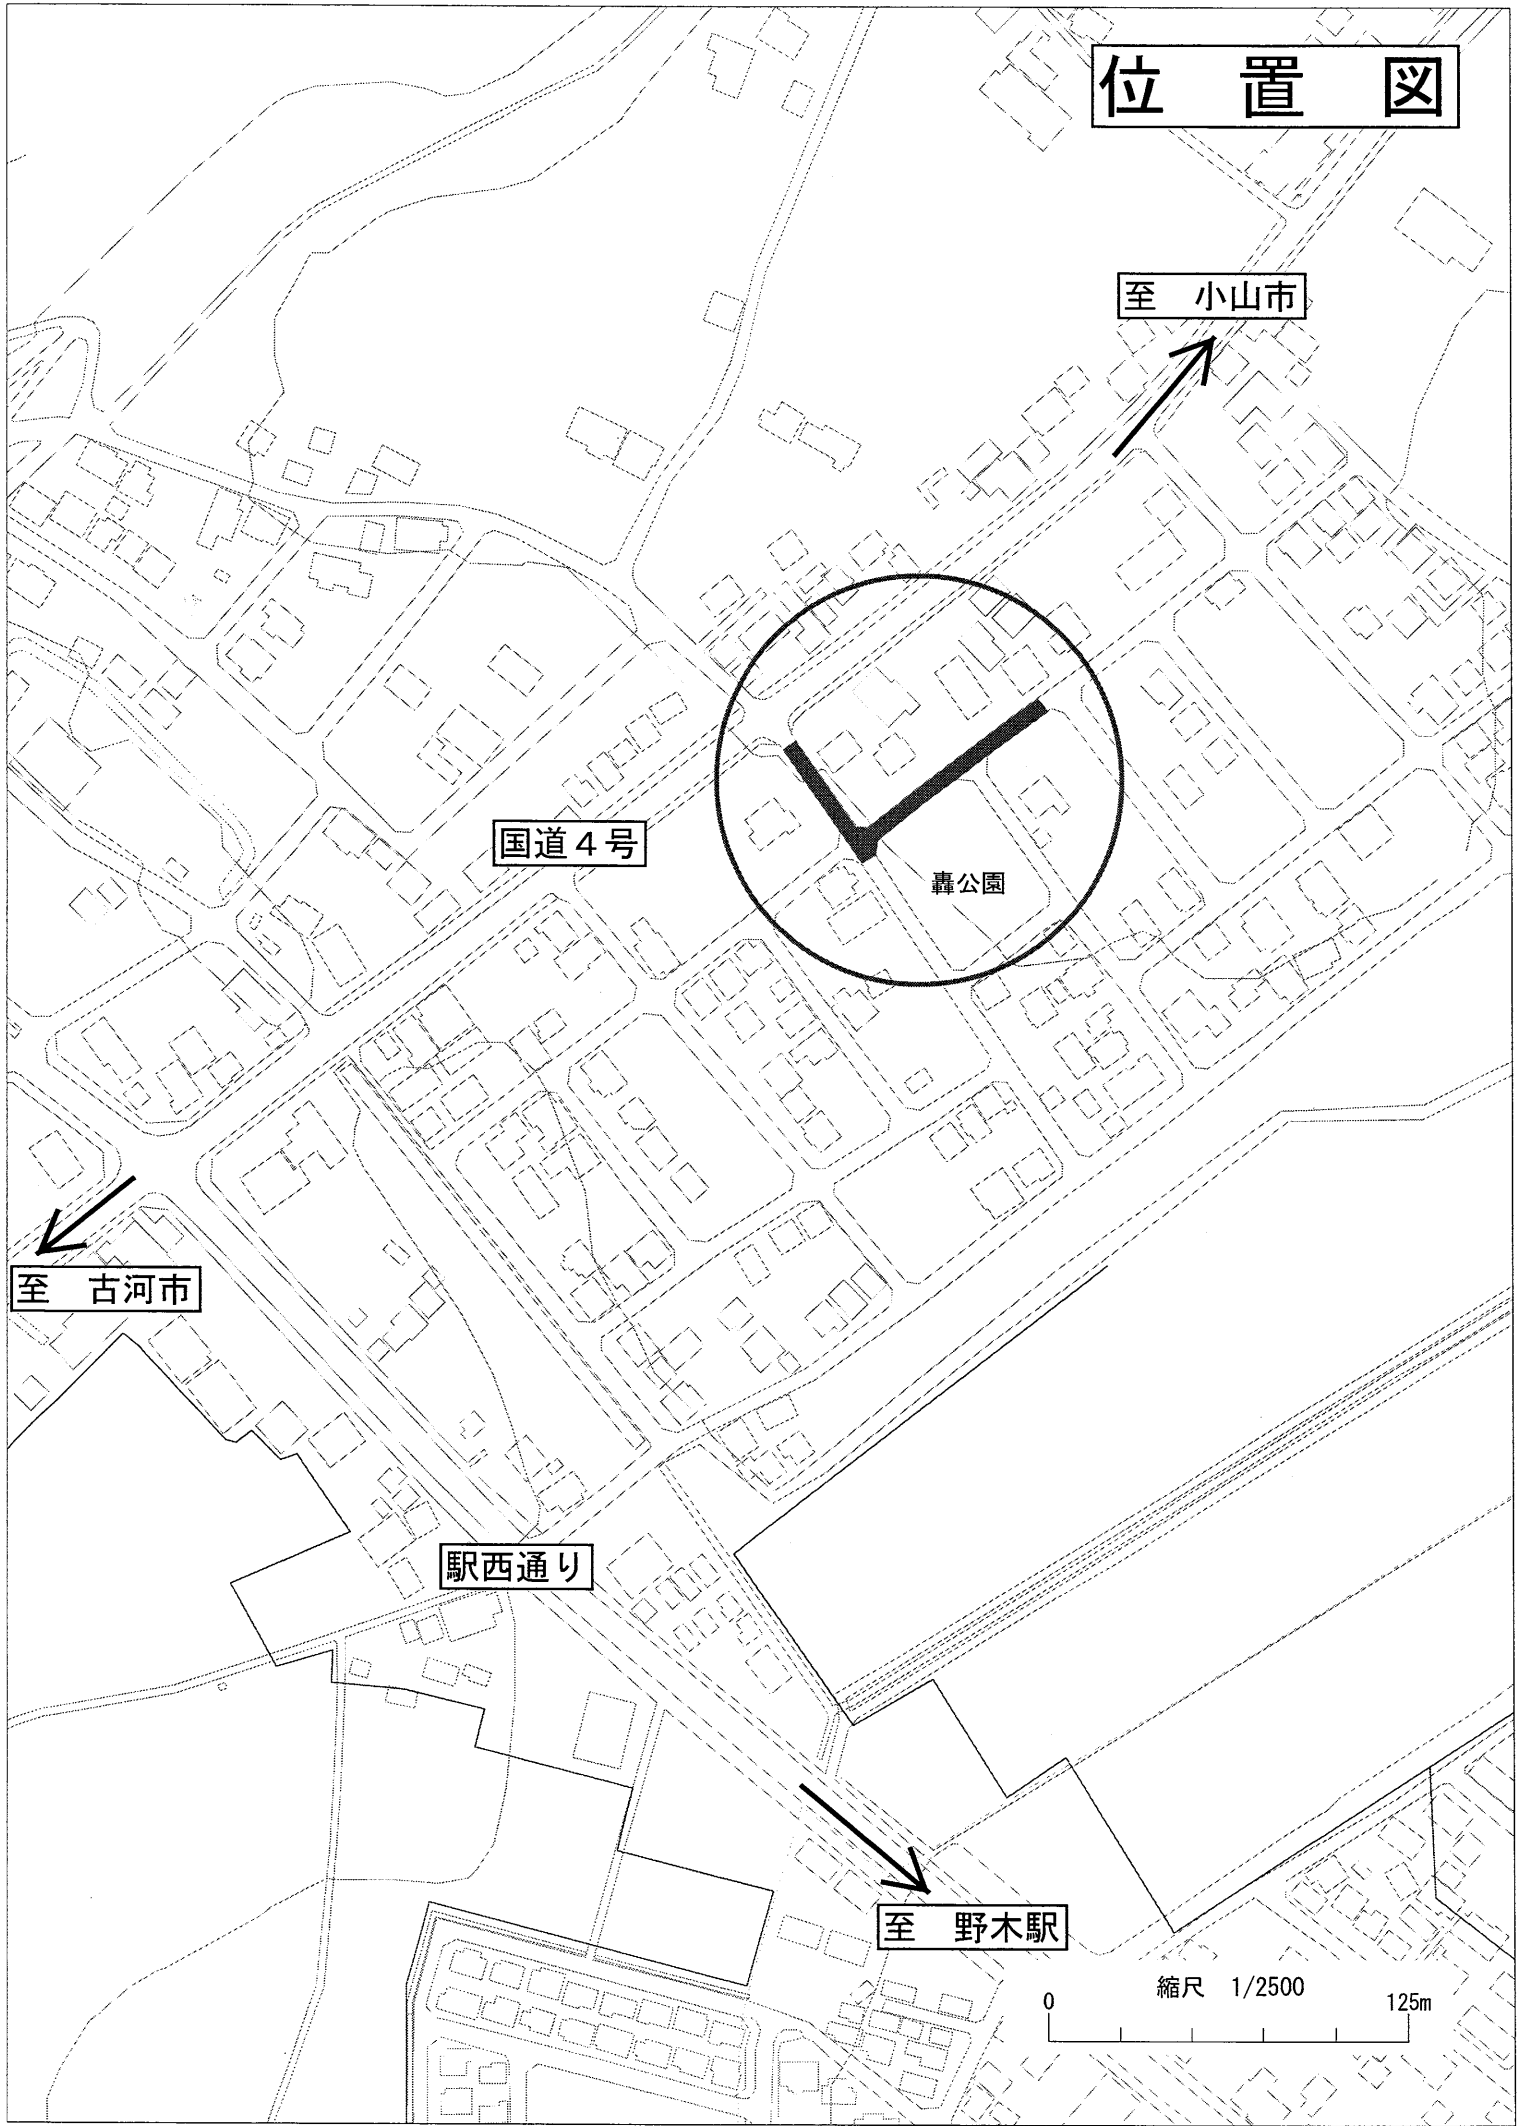 位　置　図
至　小山市
国道４号
轟公園
至　古河市
駅西通り
至　野木駅
縮尺　1/2500
0　125m